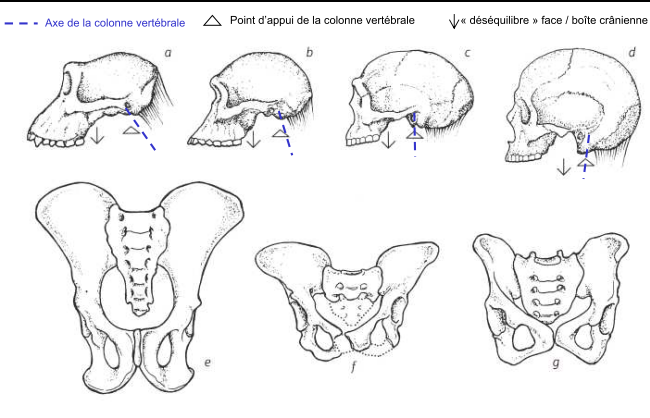 Axe de la colonne vertébrale
Point d'appui de la colonne vertébrale
« déséquilibre » face / boîte crânienne
a
b
c
d
e
f
g